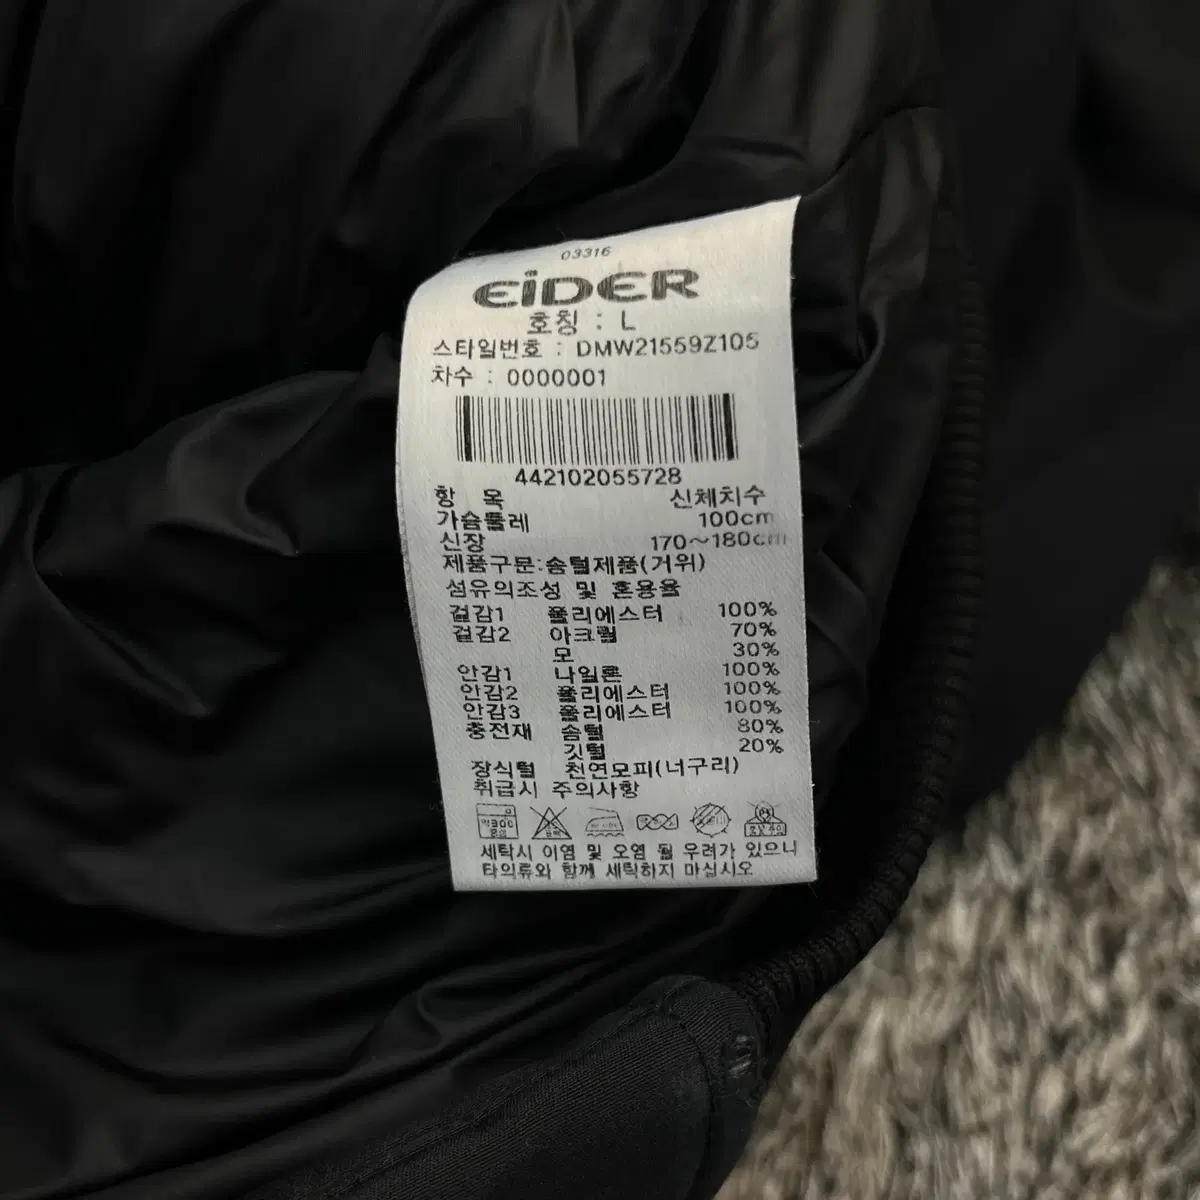 03316
EiDER
호칭 : L
스타일번호 : DMW21559Z105
차수 : 0000001
442102055728
항 목 신체치수
가슴둘레 100cm
신장 170~180cm
제품구분:솜털제품(거위)
섬유의조성 및 혼용율
겉감1 폴리에스터 100%
겉감2 아크릴 70%
모 30%
안감1 나일론 100%
안감2 폴리에스터 100%
안감3 폴리에스터 100%
충전재 솜털 80%
깃털 20%
장식털 천연모피(너구리)
취급시 주의사항
세탁시 이염 및 오염 될 우려가 있으니
타의류와 함께 세탁하지 마십시오